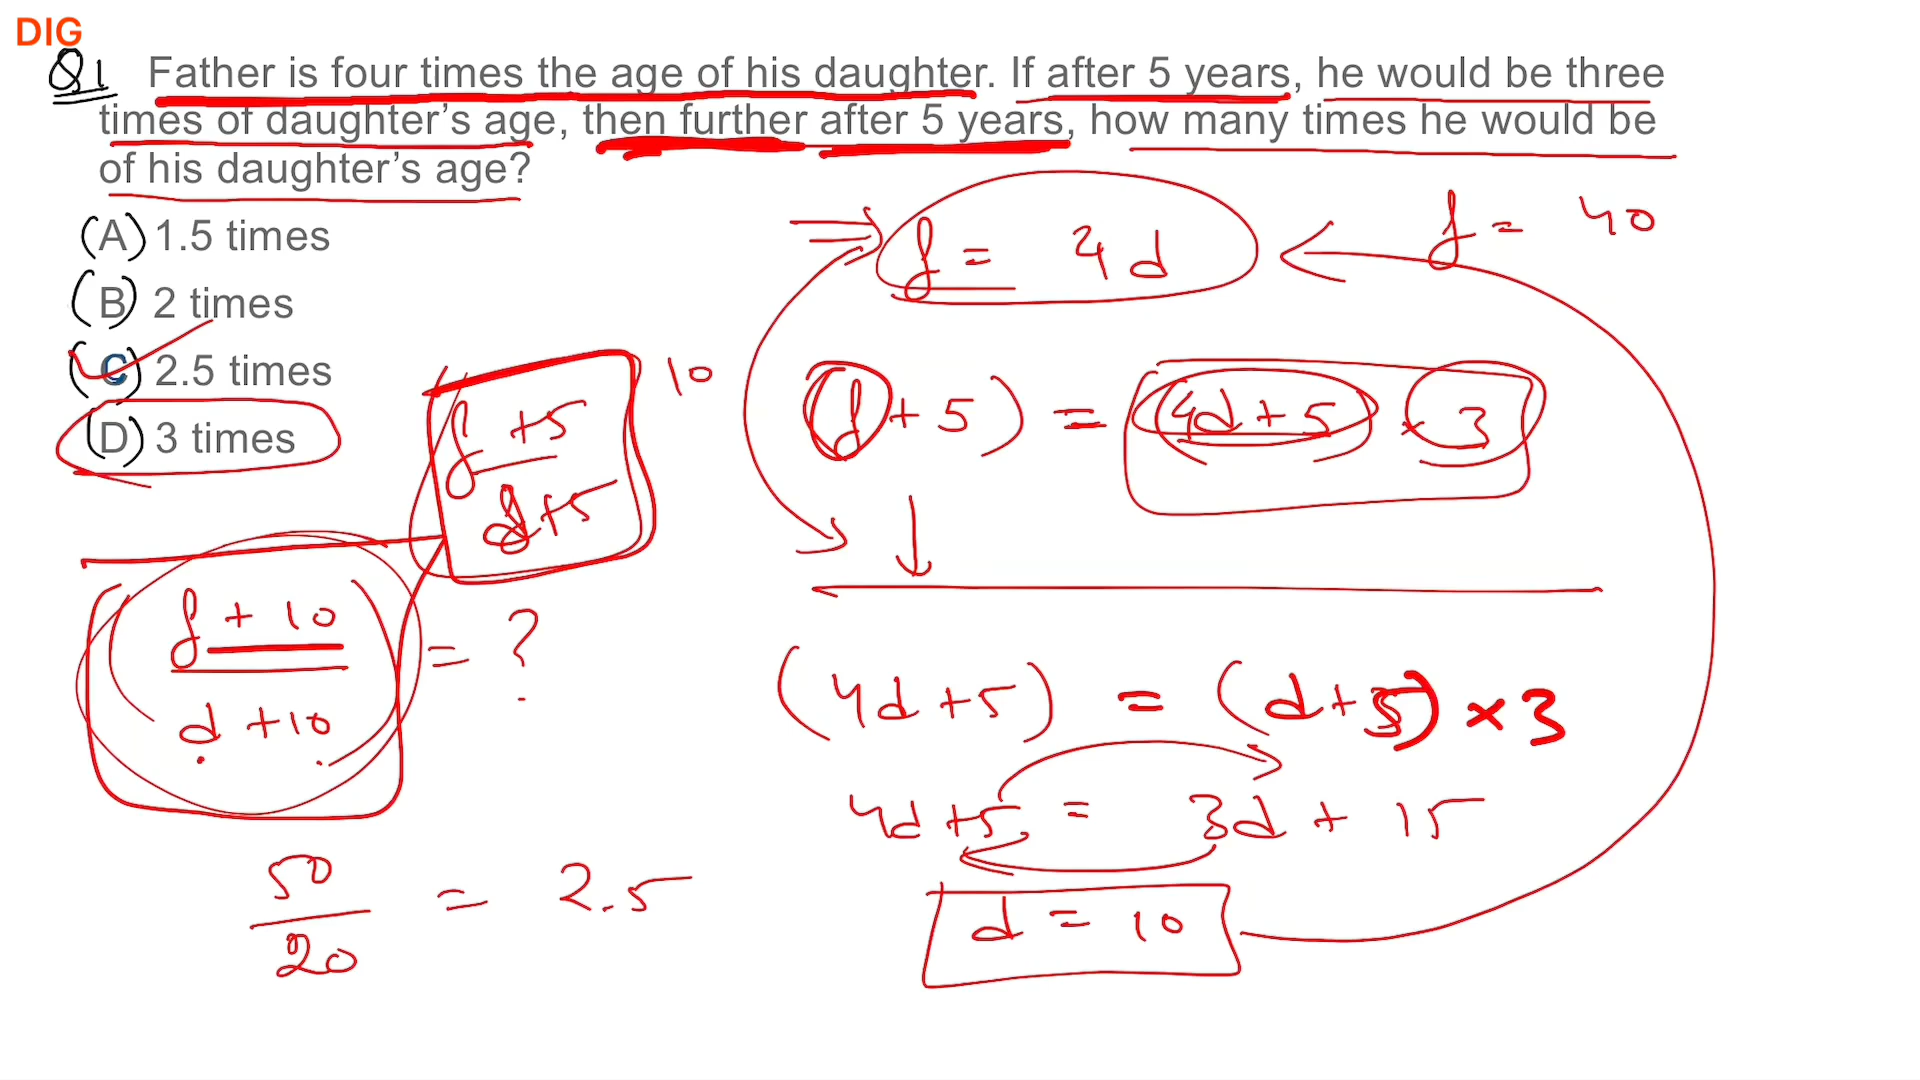 DIG
Q1 Father is four times the age of his daughter. If after 5 years, he would be three
times of daughter’s age, then further after 5 years, how many times he would be
of his daughter’s age?
(A) 1.5 times
(B) 2 times
(C) 2.5 times
(D) 3 times
f = 4d
f = 40
10
(f + 5) = (4d + 5) × 3
f + 5
d + 5
f + 10
d + 10
= ?
(4d + 5) = (d + 5) × 3
4d + 5 = 3d + 15
d = 10
50
20
= 2.5